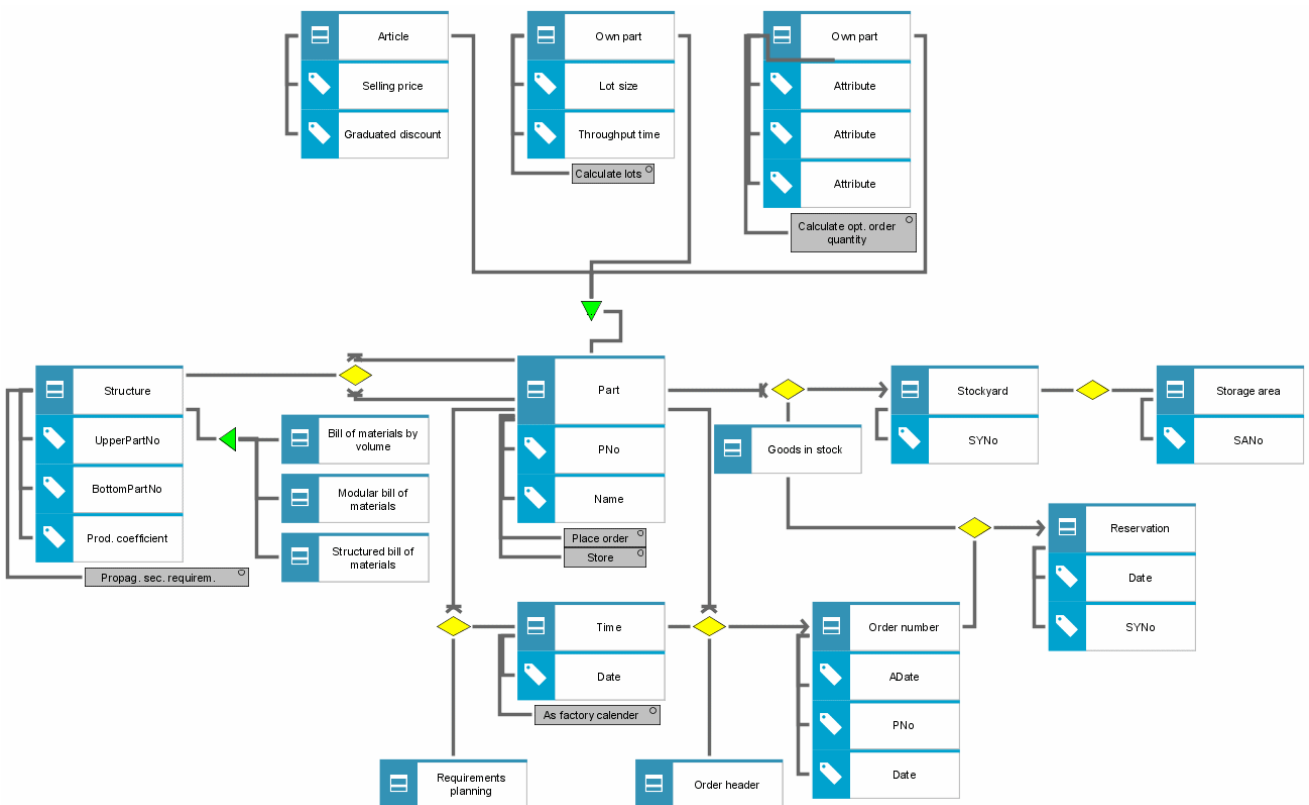 Article
Selling price
Graduated discount
Own part
Lot size
Throughput time
Calculate lots
Own part
Attribute
Attribute
Attribute
Calculate opt. order
quantity
Structure
UpperPartNo
BottomPartNo
Prod. coefficient
Propag. sec. requirem.
Bill of materials by
volume
Modular bill of
materials
Structured bill of
materials
Part
PNo
Name
Place order
Store
Goods in stock
Stockyard
SYNo
Storage area
SANo
Reservation
Date
SYNo
Time
Date
As factory calender
Order number
ADate
PNo
Date
Requirements
planning
Order header